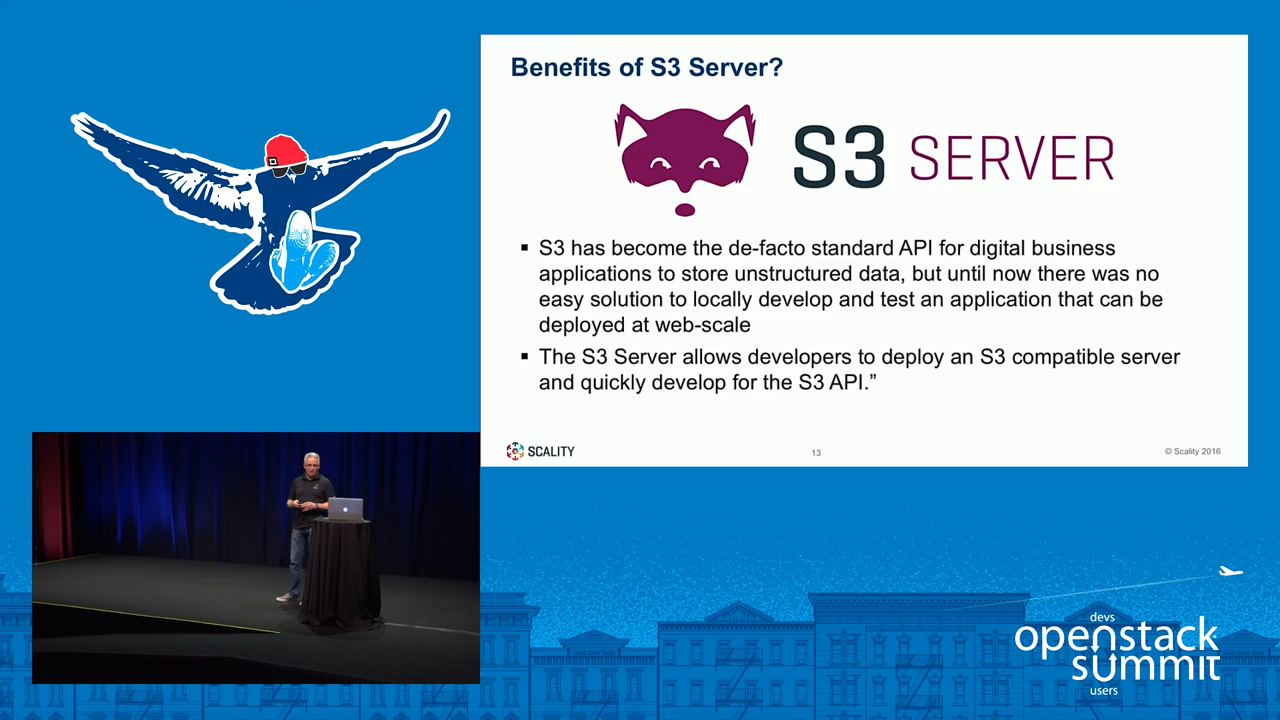 Benefits of S3 Server?
S3 SERVER
▪ S3 has become the de-facto standard API for digital business
applications to store unstructured data, but until now there was no
easy solution to locally develop and test an application that can be
deployed at web-scale
▪ The S3 Server allows developers to deploy an S3 compatible server
and quickly develop for the S3 API.”
SCALITY
13
© Scality 2016
devs
openstack
summit
users